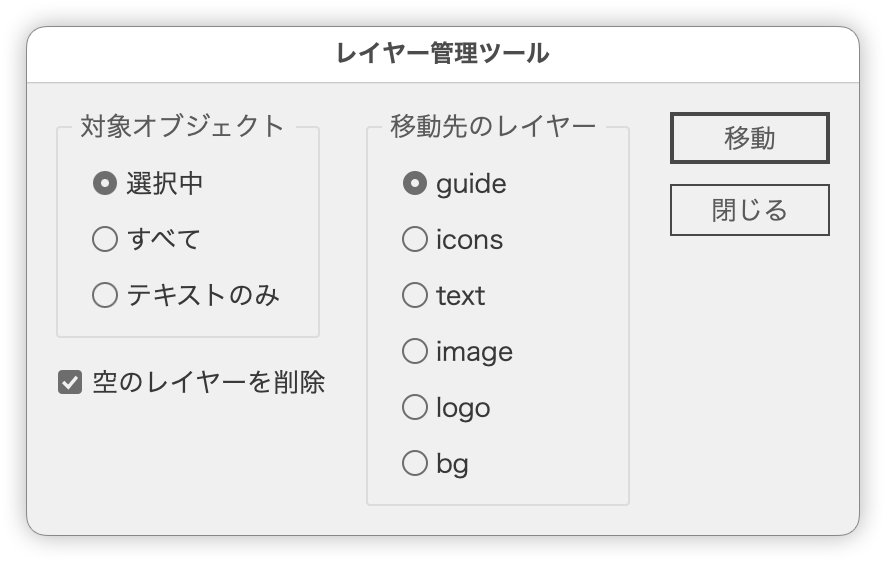 レイヤー管理ツール
対象オブジェクト
選択中
すべて
テキストのみ
空のレイヤーを削除
移動先のレイヤー
guide
icons
text
image
logo
bg
移動
閉じる